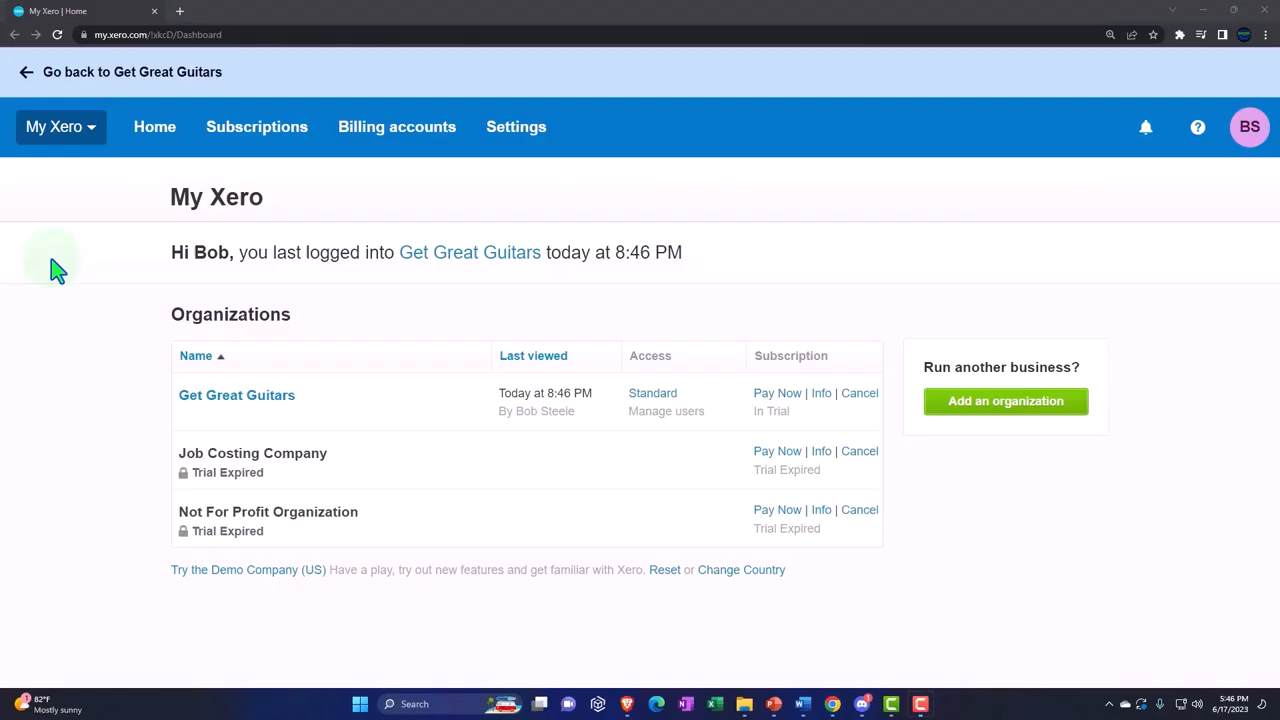 My Xero | Home
my.xero.com/!xkcD/Dashboard
Go back to Get Great Guitars
My Xero Home Subscriptions Billing accounts Settings BS
My Xero
Hi Bob, you last logged into Get Great Guitars today at 8:46 PM
Organizations
Name Last viewed Access Subscription
Get Great Guitars Today at 8:46 PM Standard Pay Now | Info | Cancel
By Bob Steele Manage users In Trial
Job Costing Company Pay Now | Info | Cancel
Trial Expired Trial Expired
Not For Profit Organization Pay Now | Info | Cancel
Trial Expired Trial Expired
Run another business?
Add an organization
Try the Demo Company (US) Have a play, try out new features and get familiar with Xero. Reset or Change Country
1 82°F
Mostly sunny
Search
1
5:46 PM
6/17/2023